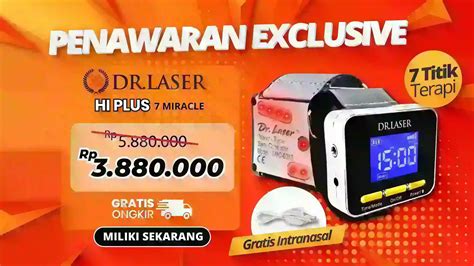 PENAWARAN EXCLUSIVE
DR.LASER
HI PLUS 7 MIRACLE
Rp 5.880.000
Rp 3.880.000
GRATIS ONGKIR
MILIKI SEKARANG
7 Titik
Terapi
Dr. Laser
DR.LASER
15:00
Gratis Intranasal